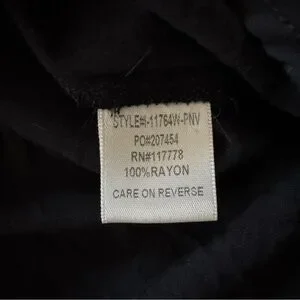 STYLE#I-11764W-PNV
PO#207454
RN#117778
100%RAYON
CARE ON REVERSE